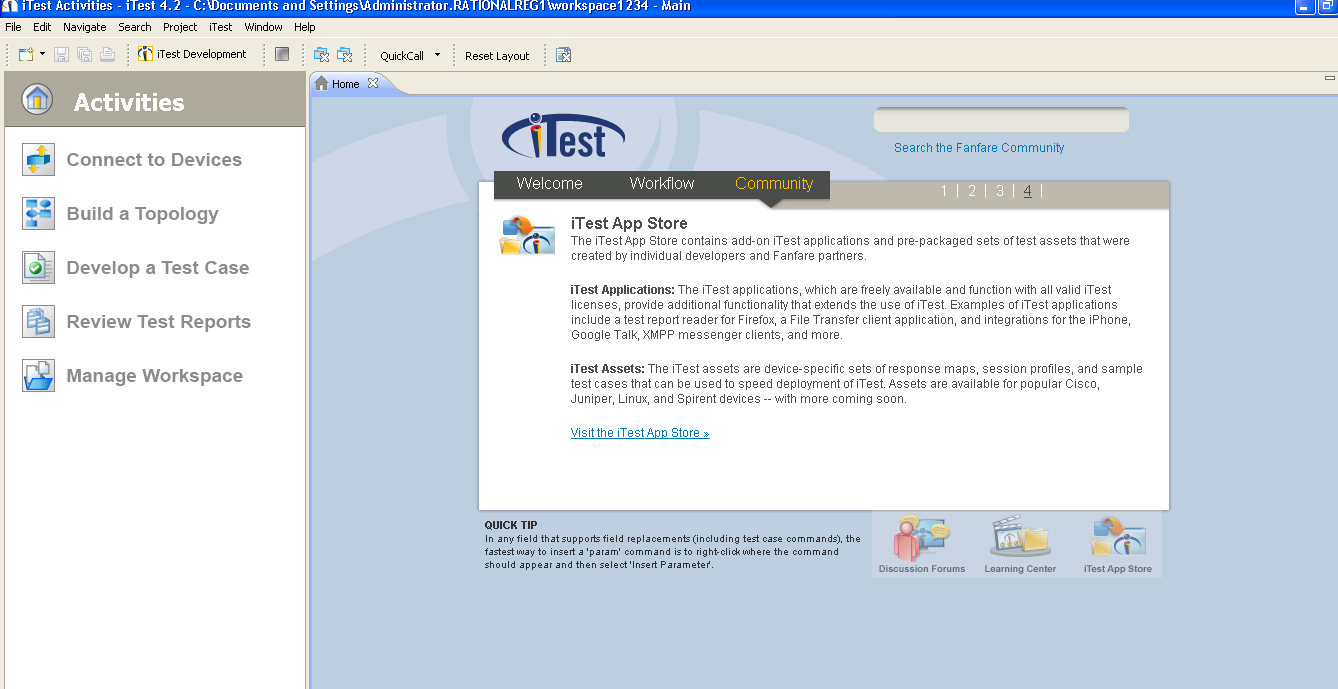 iTest Activities - iTest 4.2 - C:\Documents and Settings\Administrator.RATIONALREG1\workspace1234 - Main
File Edit Navigate Search Project iTest Window Help
iTest Development QuickCall Reset Layout
Activities
Connect to Devices
Build a Topology
Develop a Test Case
Review Test Reports
Manage Workspace
Home
iTest
Search the Fanfare Community
Welcome Workflow Community
1 | 2 | 3 | 4 |
iTest App Store
The iTest App Store contains add-on iTest applications and pre-packaged sets of test assets that were
created by individual developers and Fanfare partners.
iTest Applications: The iTest applications, which are freely available and function with all valid iTest
licenses, provide additional functionality that extends the use of iTest. Examples of iTest applications
include a test report reader for Firefox, a File Transfer client application, and integrations for the iPhone,
Google Talk, XMPP messenger clients, and more.
iTest Assets: The iTest assets are device-specific sets of response maps, session profiles, and sample
test cases that can be used to speed deployment of iTest. Assets are available for popular Cisco,
Juniper, Linux, and Spirent devices -- with more coming soon.
Visit the iTest App Store »
QUICK TIP
In any field that supports field replacements (including test case commands), the
fastest way to insert a 'param' command is to right-click where the command
should appear and then select 'Insert Parameter'.
Discussion Forums Learning Center iTest App Store